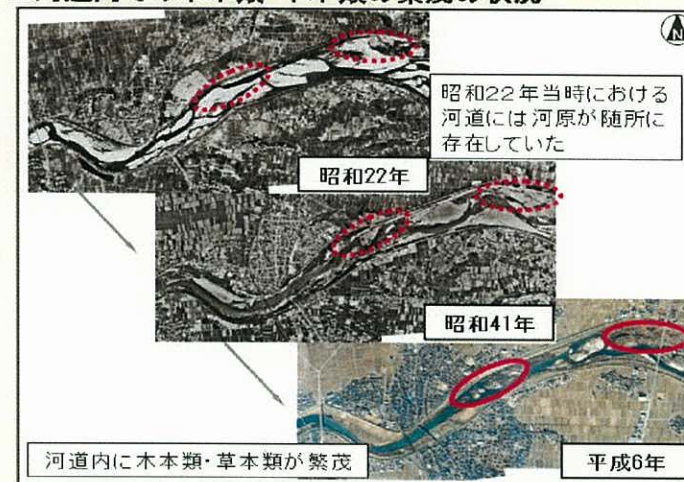 N
昭和22年当時における
河道には河原が随所に
存在していた
昭和22年
昭和41年
平成6年
河道内に木本類・草本類が繁茂